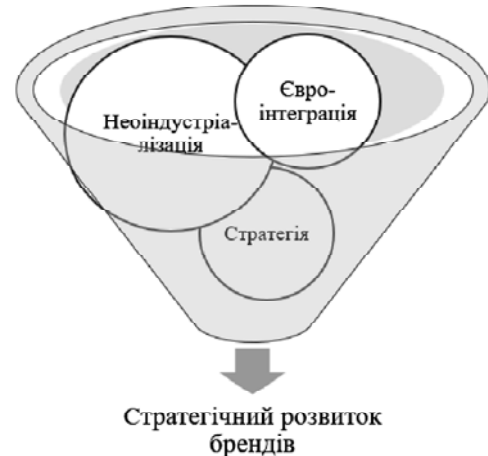 Євро-
інтеграція
Неоіндустріа-
лізація
Стратегія
Стратегічний розвиток
брендів